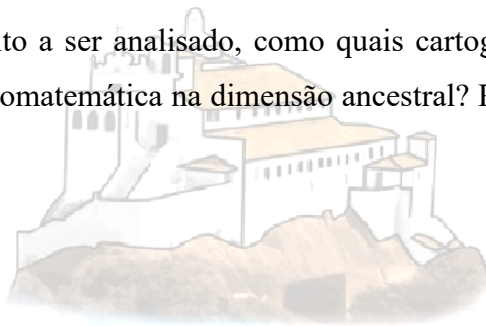 to a ser analisado, como quais cartog
omatemática na dimensão ancestral?